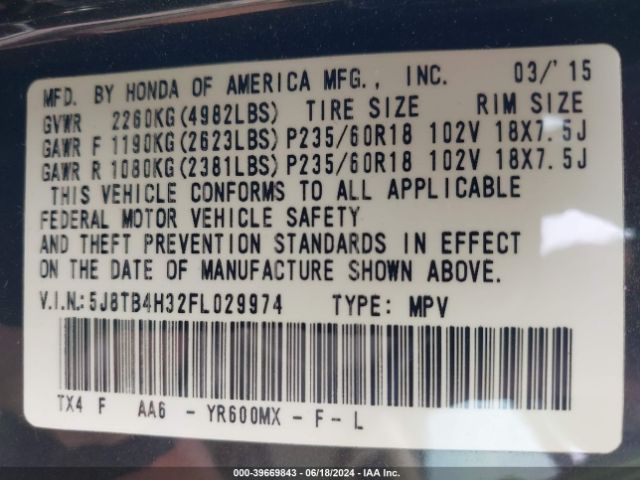 MFD. BY HONDA OF AMERICA MFG., INC. 03/'15
GVWR 2260KG(4982LBS) TIRE SIZE RIM SIZE
GAWR F 1190KG(2623LBS) P235/60R18 102V 18X7.5J
GAWR R 1080KG(2381LBS) P235/60R18 102V 18X7.5J
THIS VEHICLE CONFORMS TO ALL APPLICABLE
FEDERAL MOTOR VEHICLE SAFETY
AND THEFT PREVENTION STANDARDS IN EFFECT
ON THE DATE OF MANUFACTURE SHOWN ABOVE.
V.I.N.:5J8TB4H32FL029974 TYPE: MPV
TX4 F AA6 - YR600MX - F - L
© - 39669843 - 06/18/2024 - IAA Inc.